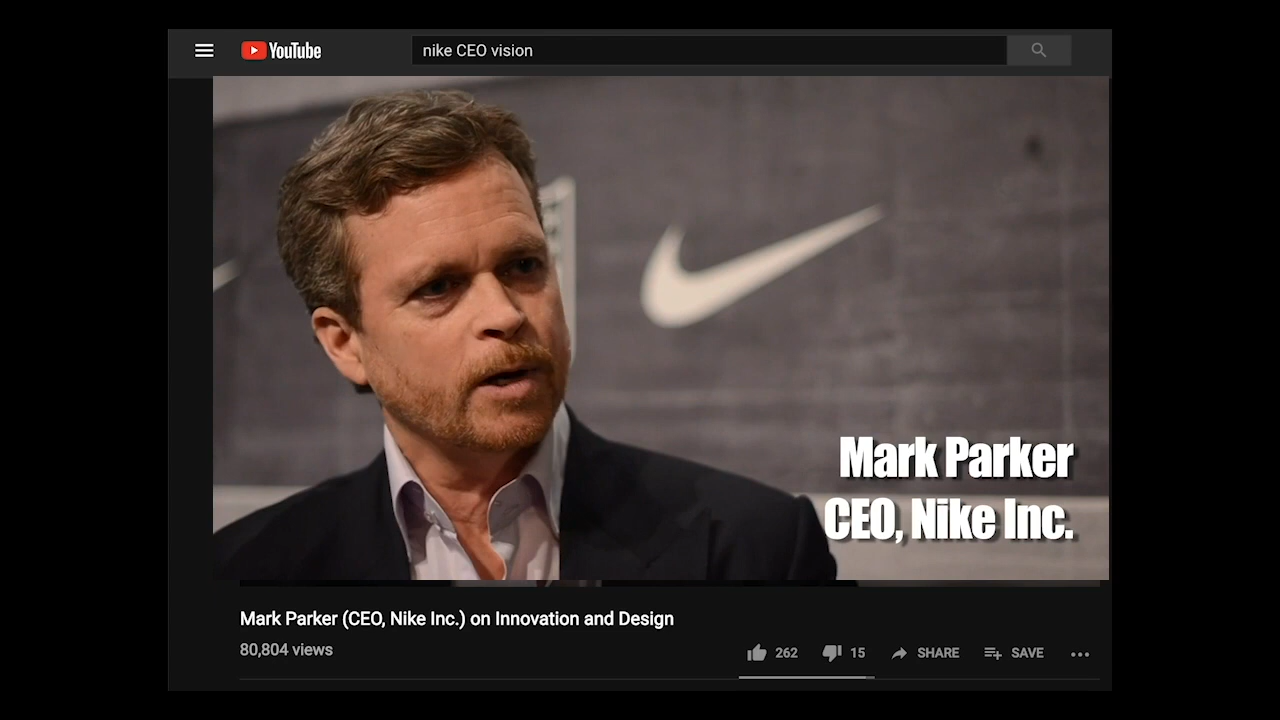 YouTube
nike CEO vision
Mark Parker
CEO, Nike Inc.
Mark Parker (CEO, Nike Inc.) on Innovation and Design
80,804 views
262 15 SHARE SAVE